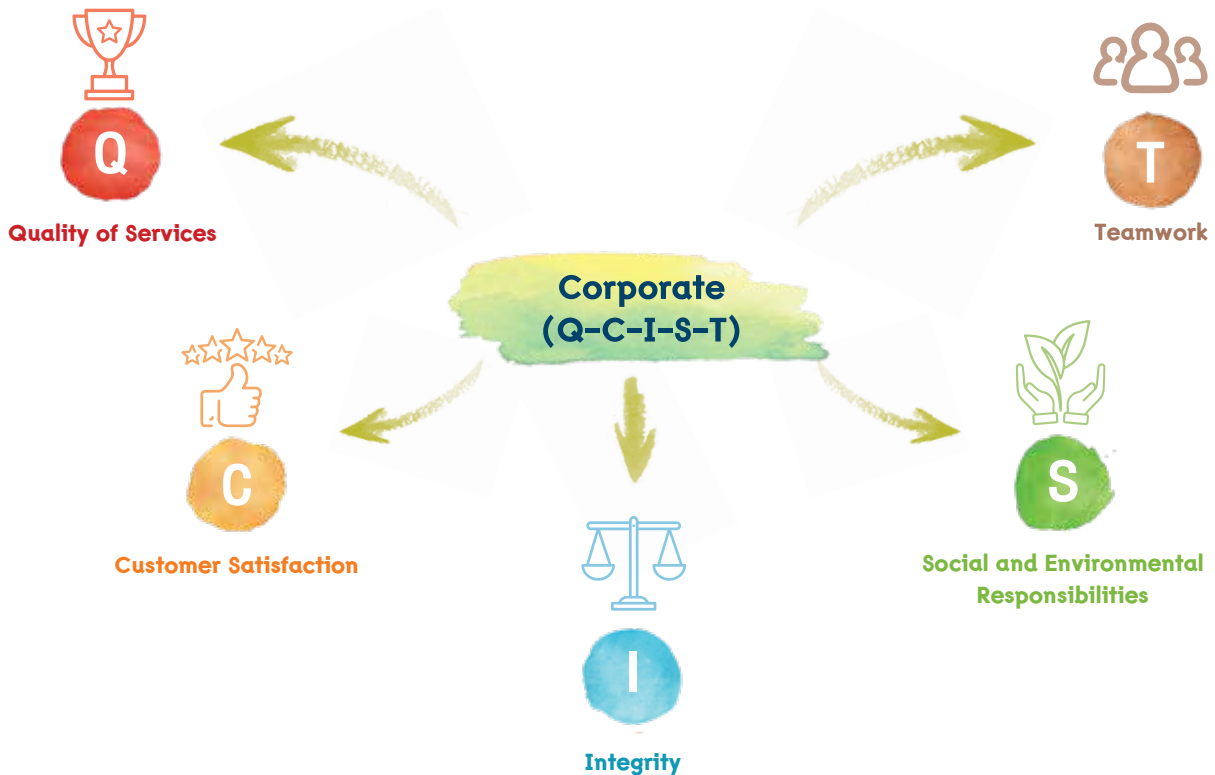 Corporate
(Q-C-I-S-T)
Q
Quality of Services
C
Customer Satisfaction
I
Integrity
S
Social and Environmental
Responsibilities
T
Teamwork